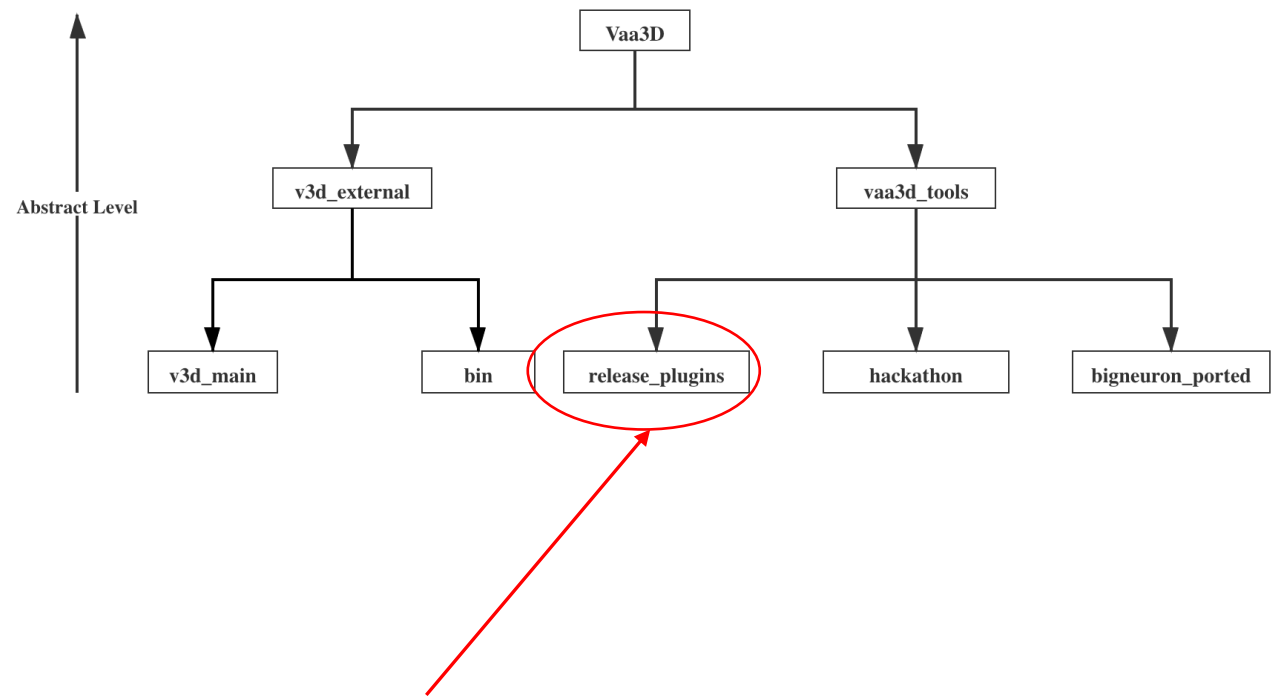 Vaa3D
v3d_external
vaa3d_tools
Abstract Level
v3d_main
bin
release_plugins
hackathon
bigneuron_ported